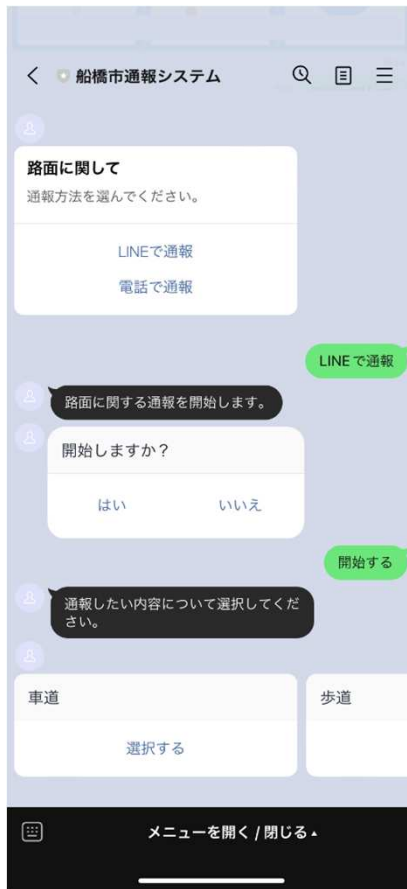 船橋市通報システム
路面に関して
通報方法を選んでください。
LINEで通報
電話で通報
LINEで通報
路面に関する通報を開始します。
開始しますか？
はい いいえ
開始する
通報したい内容について選択してくだ
さい。
車道 歩道
選択する
メニューを開く / 閉じる